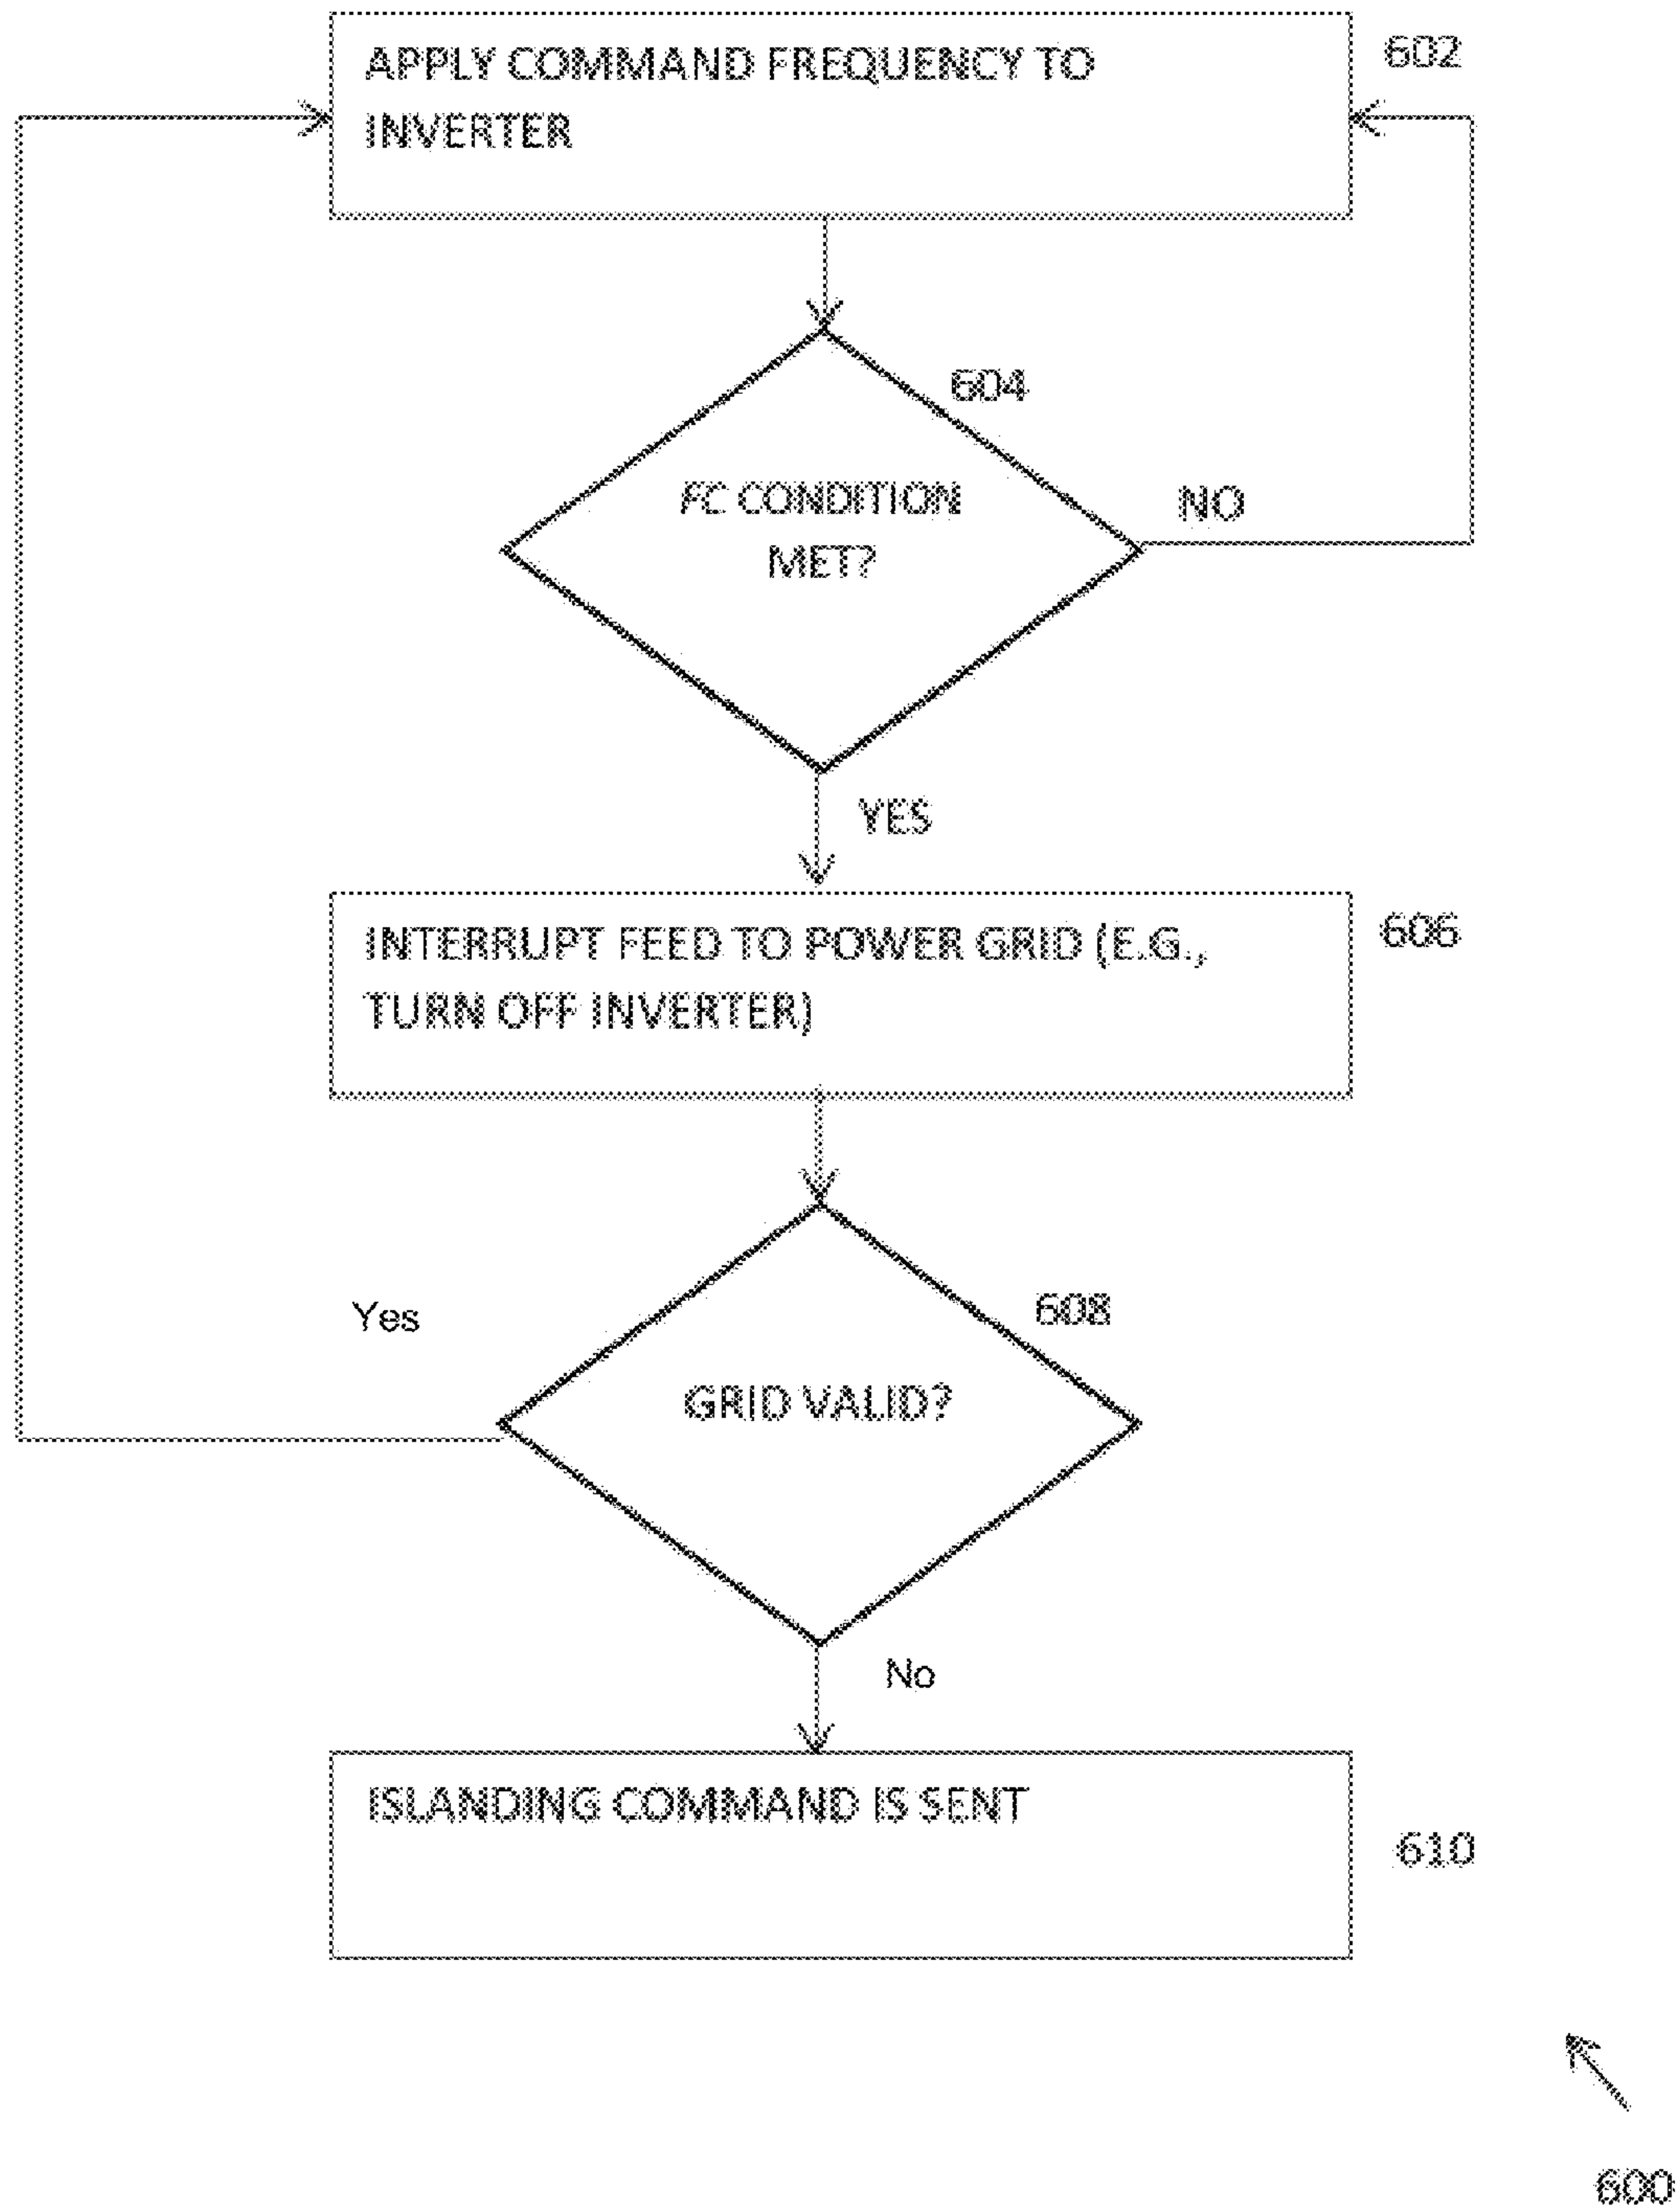 APPLY COMMAND FREQUENCY TO
INVERTER
602
604
FC CONDITION
MET?
NO
YES
INTERRUPT FEED TO POWER GRID (E.G.,
TURN OFF INVERTER)
606
Yes
608
GRID VALID?
No
ISLANDING COMMAND IS SENT
610
600